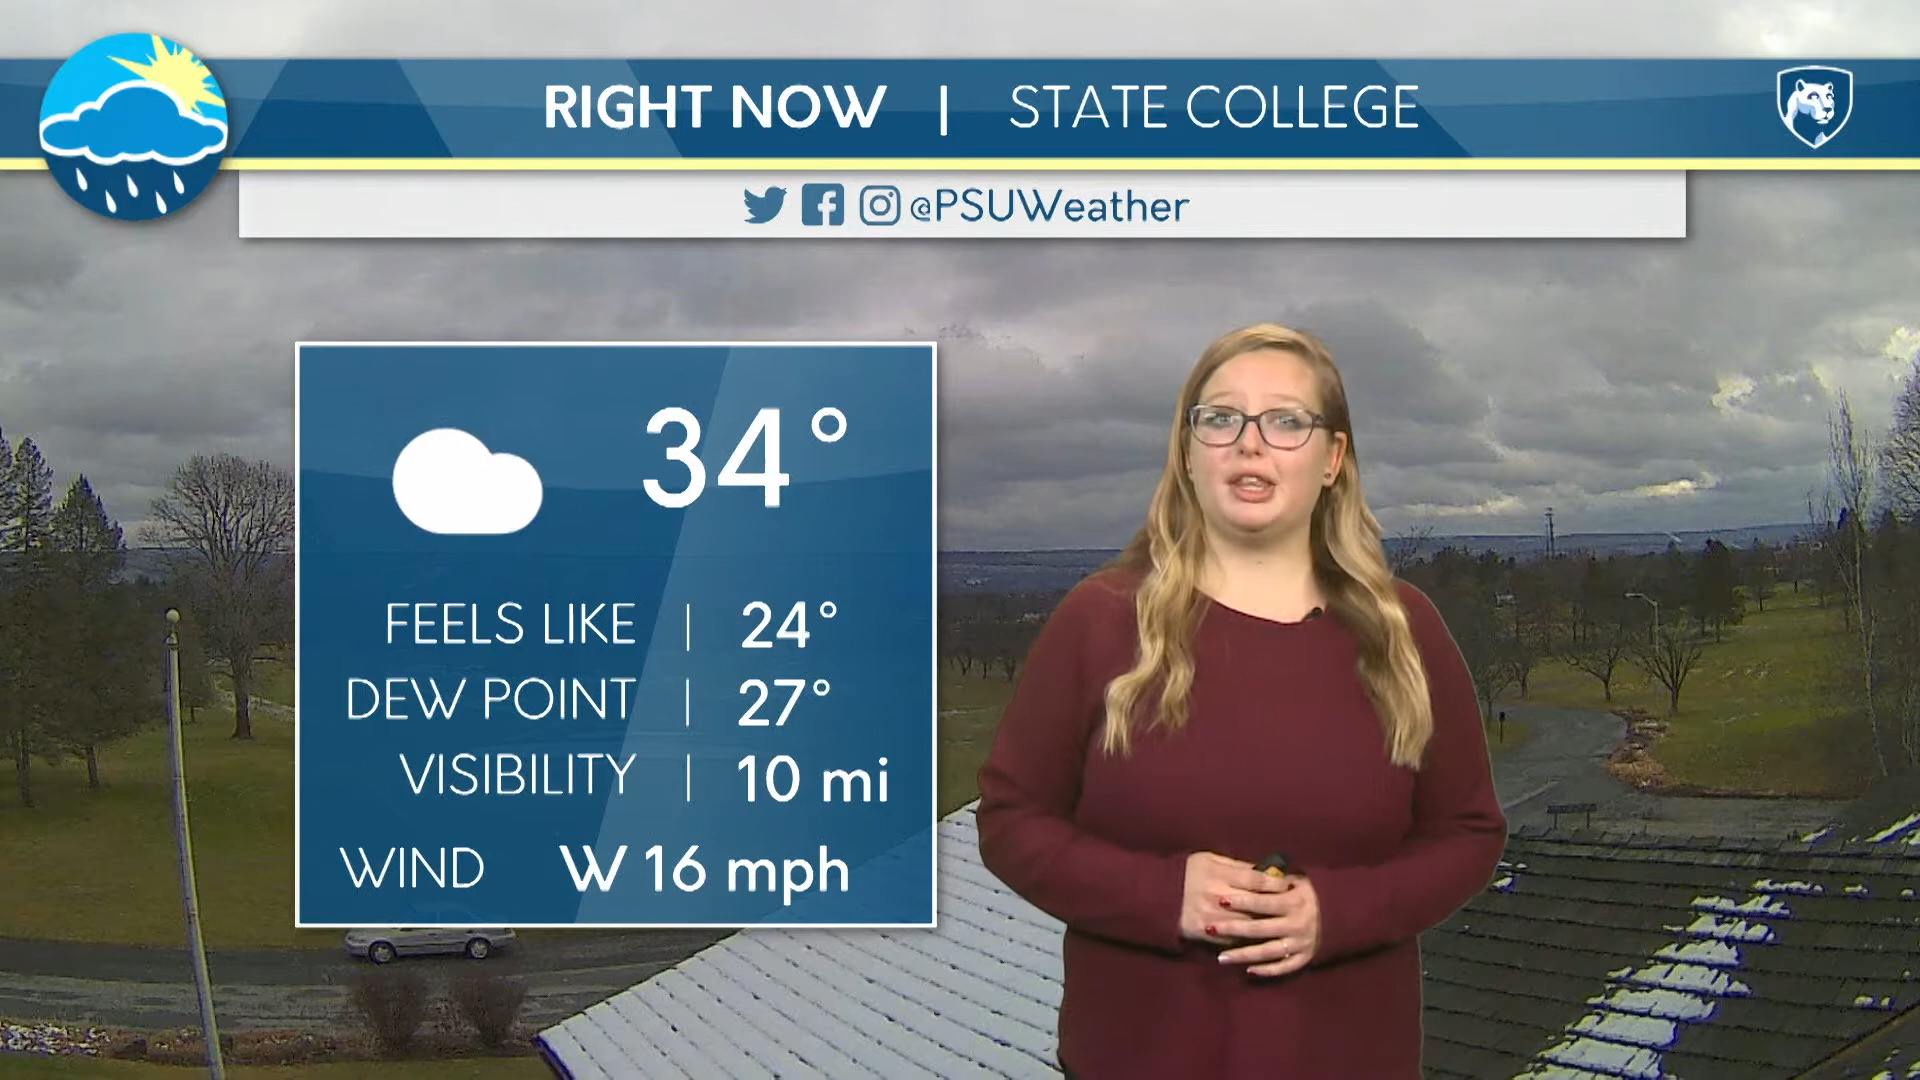 RIGHT NOW | STATE COLLEGE
@PSUWeather
34°
FEELS LIKE | 24°
DEW POINT | 27°
VISIBILITY | 10 mi
WIND W 16 mph